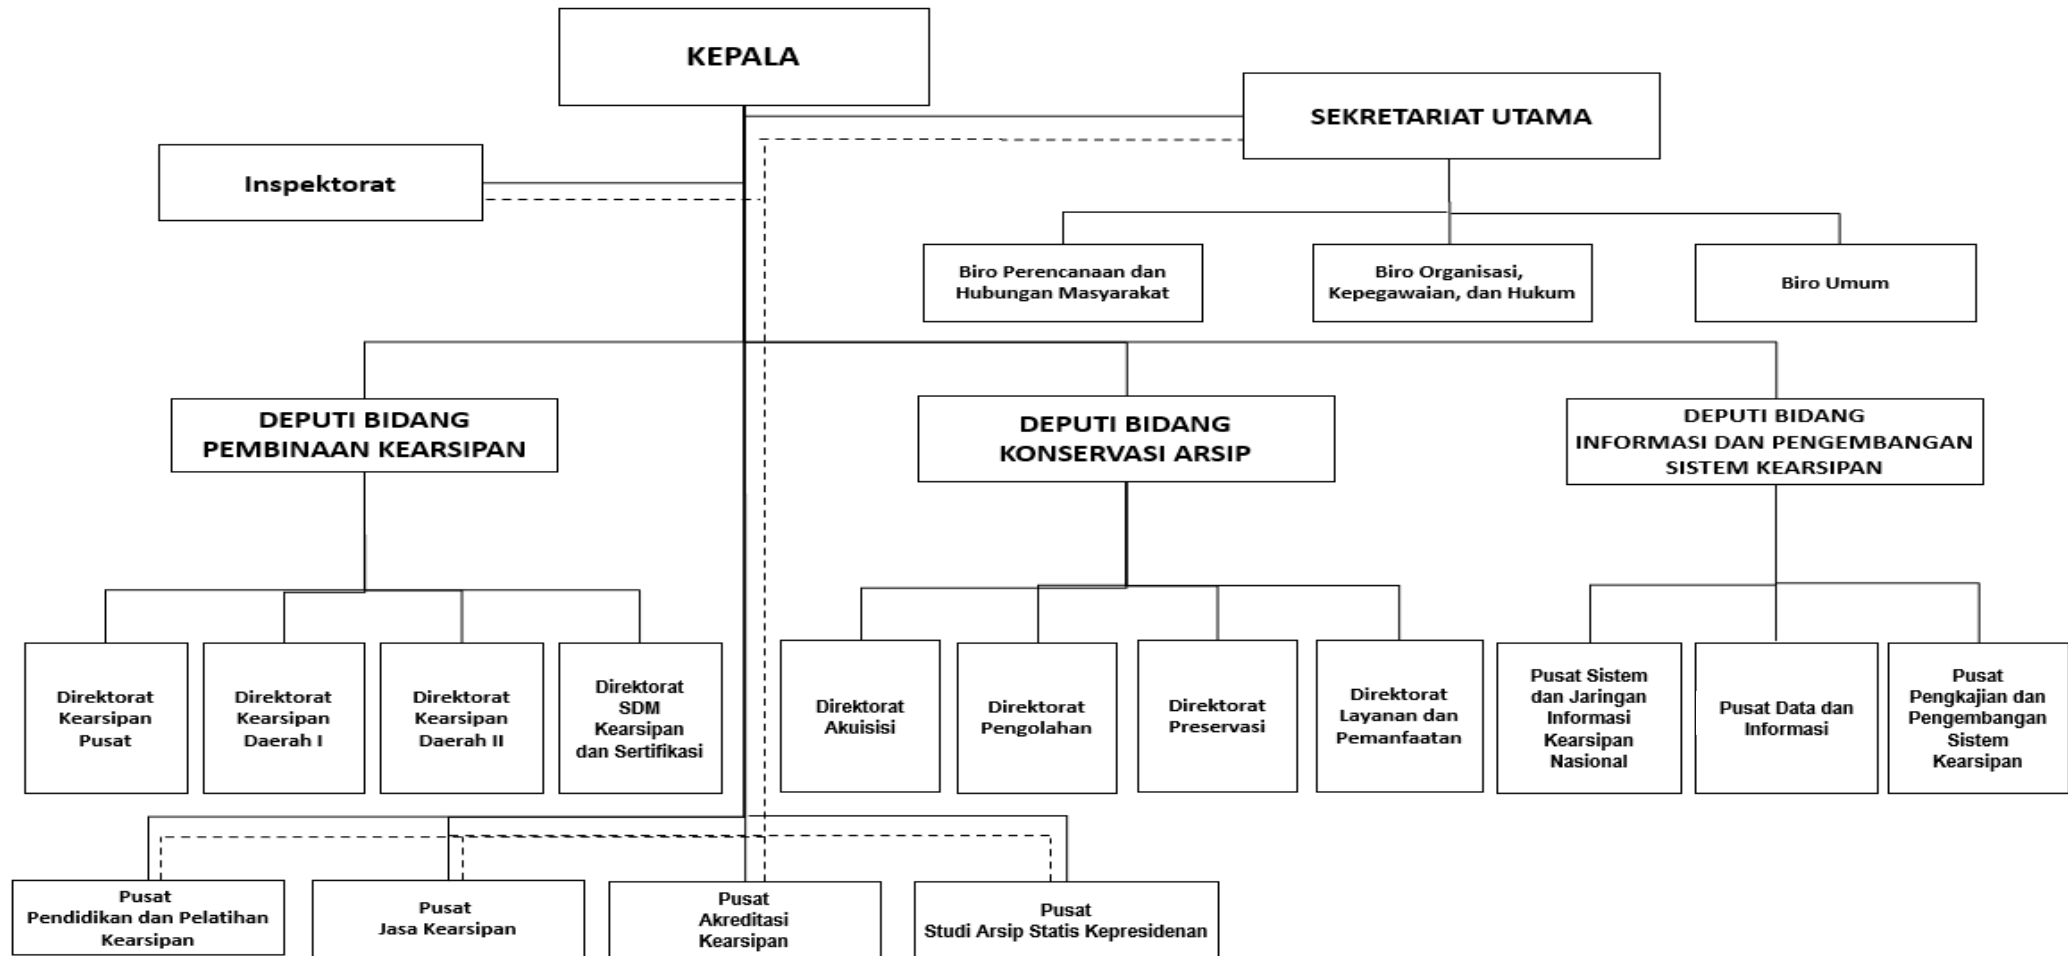 KEPALA
SEKRETARIAT UTAMA
Inspektorat
Biro Perencanaan dan
Hubungan Masyarakat
Biro Organisasi,
Kepegawaian, dan Hukum
Biro Umum
DEPUTI BIDANG
PEMBINAAN KEARSIPAN
DEPUTI BIDANG
KONSERVASI ARSIP
DEPUTI BIDANG
INFORMASI DAN PENGEMBANGAN
SISTEM KEARSIPAN
Direktorat
Kearsipan
Pusat
Direktorat
Kearsipan
Daerah I
Direktorat
Kearsipan
Daerah II
Direktorat
SDM
Kearsipan
dan Sertifikasi
Direktorat
Akuisisi
Direktorat
Pengolahan
Direktorat
Preservasi
Direktorat
Layanan dan
Pemanfaatan
Pusat Sistem
dan Jaringan
Informasi
Kearsipan
Nasional
Pusat Data dan
Informasi
Pusat
Pengkajian dan
Pengembangan
Sistem
Kearsipan
Pusat
Pendidikan dan Pelatihan
Kearsipan
Pusat
Jasa Kearsipan
Pusat
Akreditasi
Kearsipan
Pusat
Studi Arsip Statis Kepresidenan